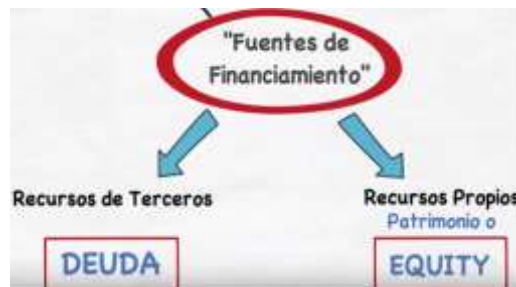 "Fuentes de
Financiamiento"
Recursos de Terceros
DEUDA
Recursos Propios
Patrimonio o
EQUITY